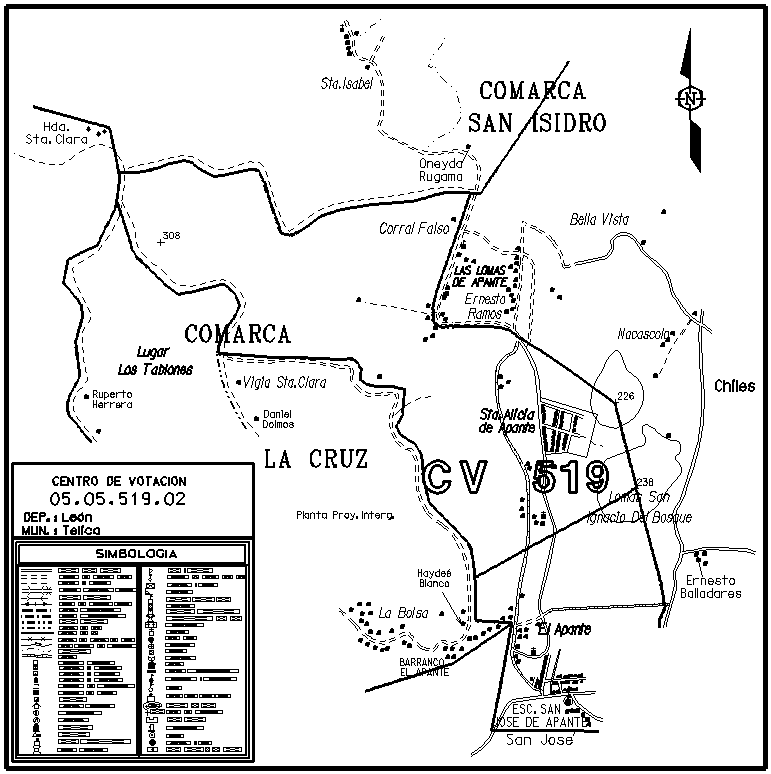 Sta. Isabel
COMARCA
SAN ISIDRO
N
Hda.
Sta. Clara
Oneyda
Rugama
Corral Falso
Bella Vista
308
LAS LOMAS
DE APANTE
Ernesto
Ramos
COMARCA
Nacascolo
Lugar
Los Tablones
Vigia Sta. Clara
Chiles
Ruperto
Herrera
226
Daniel
Dolmos
Sta. Alicia
de Apante
LA CRUZ
CV 519
238
Lomas San
Ignacio Del Bosque
CENTRO DE VOTACION
05.05.519.02
DEP. : León
MUN. : Telica
Planta Proy. Interg.
SIMBOLOGIA
Haydeé
Blanco
Ernesto
Balladares
La Bolsa
El Apante
BARRANCO
EL APANTE
ESC. SAN
JOSE DE APANTE
San José